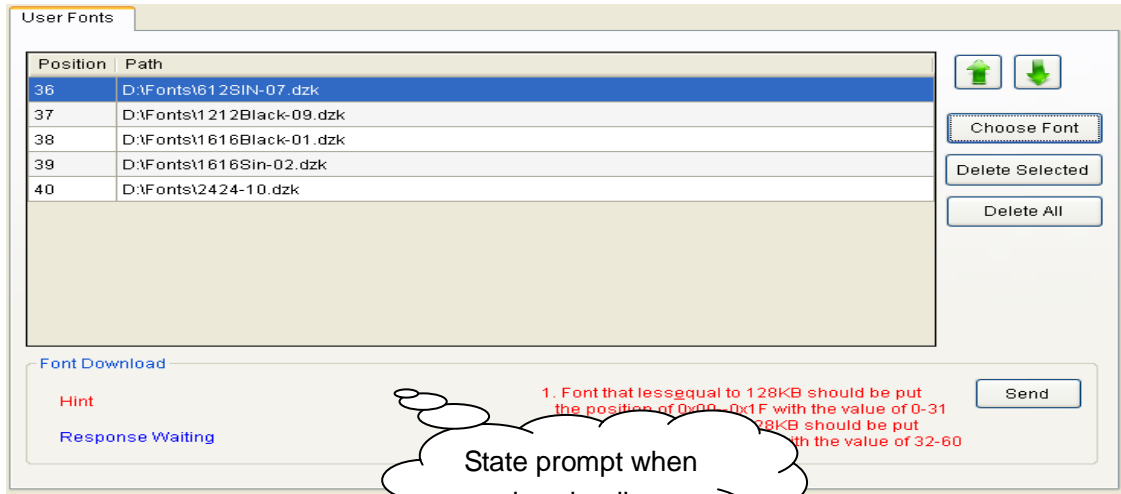 User Fonts
Position Path
36 D:\Fonts\612SIN-07.dzk
37 D:\Fonts\1212Black-09.dzk
38 D:\Fonts\1616Black-01.dzk
39 D:\Fonts\1616Sin-02.dzk
40 D:\Fonts\2424-10.dzk
Choose Font
Delete Selected
Delete All
Font Download
Hint
Response Waiting
1. Font that lessequal to 128KB should be put
the position of 0x00 -0x1F with the value of 0-31
28KB should be put
with the value of 32-60
Send
State prompt when